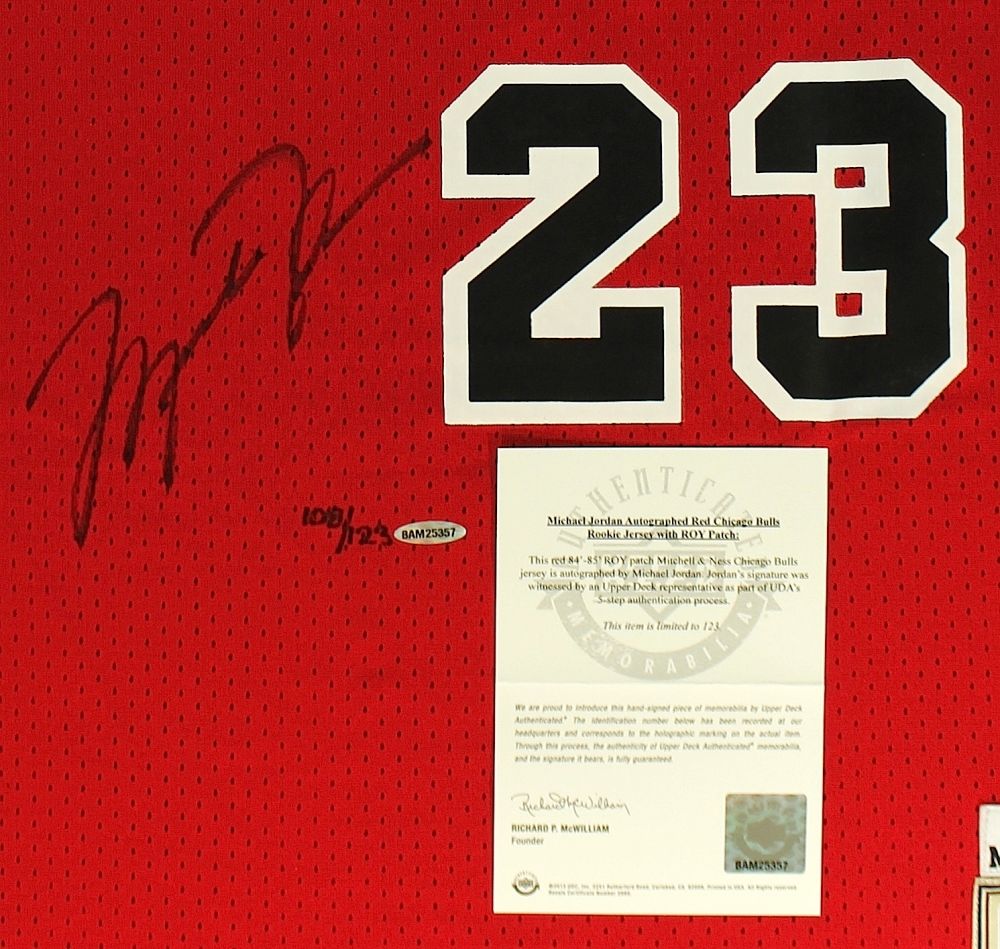 23
108/123
BAM25357
AUTHENTICATED
Michael Jordan Autographed Red Chicago Bulls
Rookie Jersey with ROY Patch:
This red 84'-85' ROY patch Mitchell & Ness Chicago Bulls
jersey is autographed by Michael Jordan. Jordan's signature was
witnessed by an Upper Deck representative as part of UDA's
5-step authentication process.
This item is limited to 123.
MEMORABILIA
We are proud to introduce this hand-signed piece of memorabilia by Upper Deck
Authenticated® The identification number below has been recorded at our
headquarters and corresponds to the holographic marking on the actual item.
Through this process, the authenticity of Upper Deck Authenticated® memorabilia,
and the signature it bears, is fully guaranteed.
Richard P. McWilliam
RICHARD P. McWILLIAM
Founder
BAM25357
M